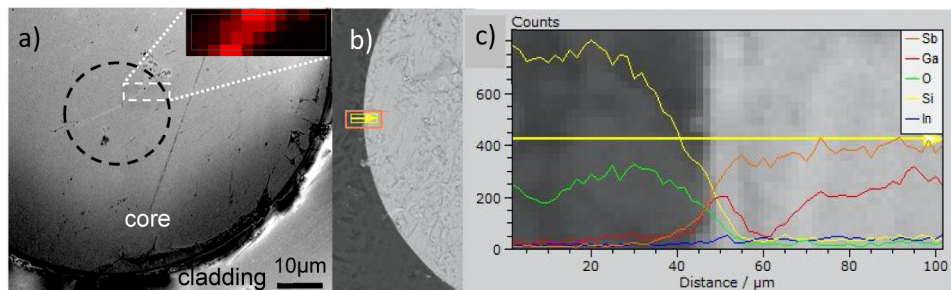 a)
core
cladding
10µm
b)
c)
Counts
Sb
Ga
O
Si
In
600
400
200
0
20
40
60
80
100
Distance / µm